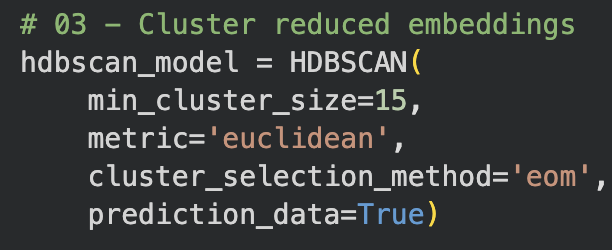 # 03 - Cluster reduced embeddings
hdbscan_model = HDBSCAN(
    min_cluster_size=15,
    metric='euclidean',
    cluster_selection_method='eom',
    prediction_data=True)